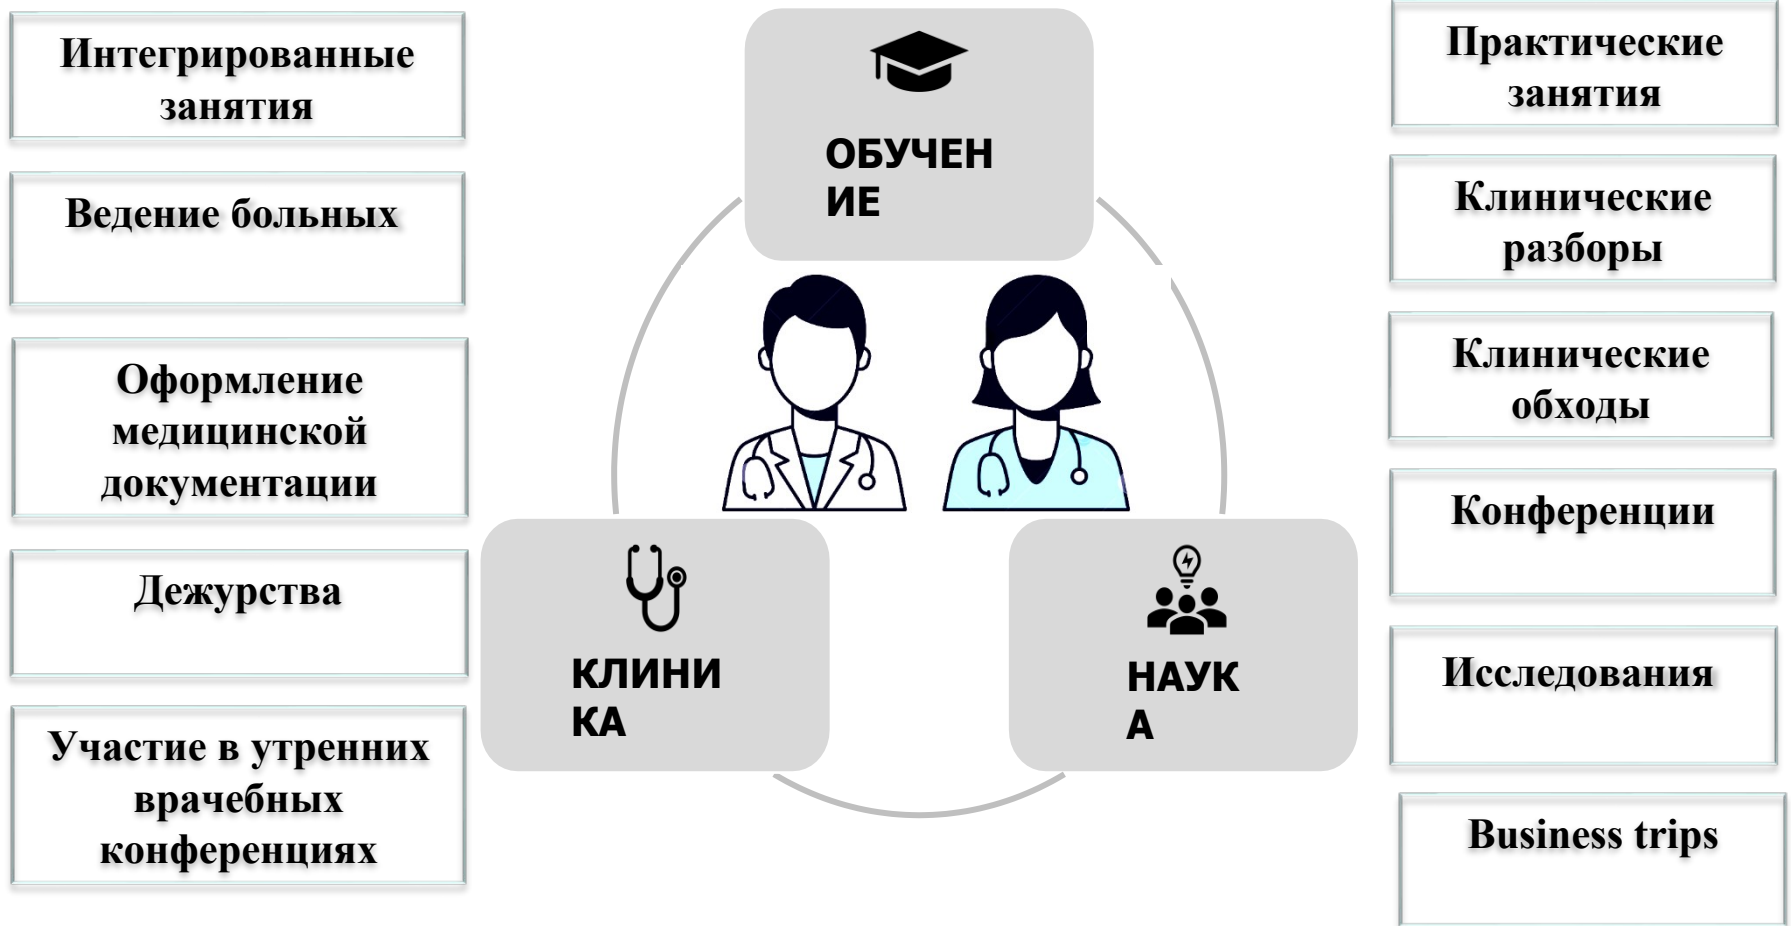 Интегрированные
занятия
Ведение больных
Оформление
медицинской
документации
Дежурства
Участие в утренних
врачебных
конференциях
ОБУЧЕН
ИЕ
КЛИНИ
КА
НАУК
А
Практические
занятия
Клинические
разборы
Клинические
обходы
Конференции
Исследования
Business trips